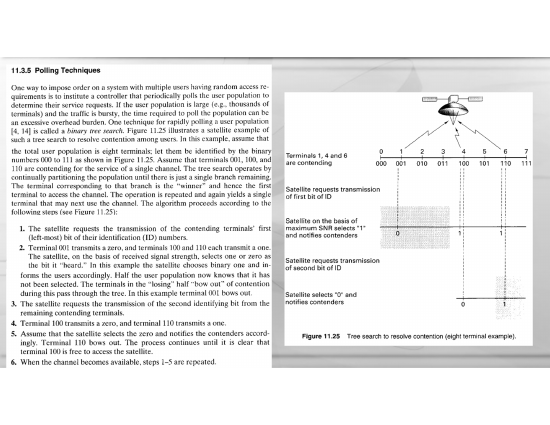 11.3.5 Polling Techniques
One way to impose order on a system with multiple users having random access re-
quirements is to institute a controller that periodically polls the user population to
determine their service requests. If the user population is large (e.g., thousands of
terminals) and the traffic is bursty, the time required to poll the population can be
an excessive overhead burden. One technique for rapidly polling a user population
[4, 14] is called a binary tree search. Figure 11.25 illustrates a satellite example of
such a tree search to resolve contention among users. In this example, assume that
the total user population is eight terminals; let them be identified by the binary
numbers 000 to 111 as shown in Figure 11.25. Assume that terminals 001, 100, and
110 are contending for the service of a single channel. The tree search operates by
continually partitioning the population until there is just a single branch remaining.
The terminal corresponding to that branch is the "winner" and hence the first
terminal to access the channel. The operation is repeated and again yields a single
terminal that may next use the channel. The algorithm proceeds according to the
following steps (see Figure 11.25):
1. The satellite requests the transmission of the contending terminals' first
(left-most) bit of their identification (ID) numbers.
2. Terminal 001 transmits a zero, and terminals 100 and 110 each transmit a one.
The satellite, on the basis of received signal strength, selects one or zero as
the bit it "heard." In this example the satellite chooses binary one and in-
forms the users accordingly. Half the user population now knows that it has
not been selected. The terminals in the "losing" half "bow out" of contention
during this pass through the tree. In this example terminal 001 bows out.
3. The satellite requests the transmission of the second identifying bit from the
remaining contending terminals.
4. Terminal 100 transmits a zero, and terminal 110 transmits a one.
5. Assume that the satellite selects the zero and notifies the contenders accord-
ingly. Terminal 110 bows out. The process continues until it is clear that
terminal 100 is free to access the satellite.
6. When the channel becomes available, steps 1–5 are repeated.
Terminals 1, 4 and 6
are contending
0 1 2 3 4 5 6 7
000 001 010 011 100 101 110 111
Satellite requests transmission
of first bit of ID
Satellite on the basis of
maximum SNR selects "1"
and notifies contenders
0 1 1
Satellite requests transmission
of second bit of ID
Satellite selects "0" and
notifies contenders
0 1
Figure 11.25 Tree search to resolve contention (eight terminal example).